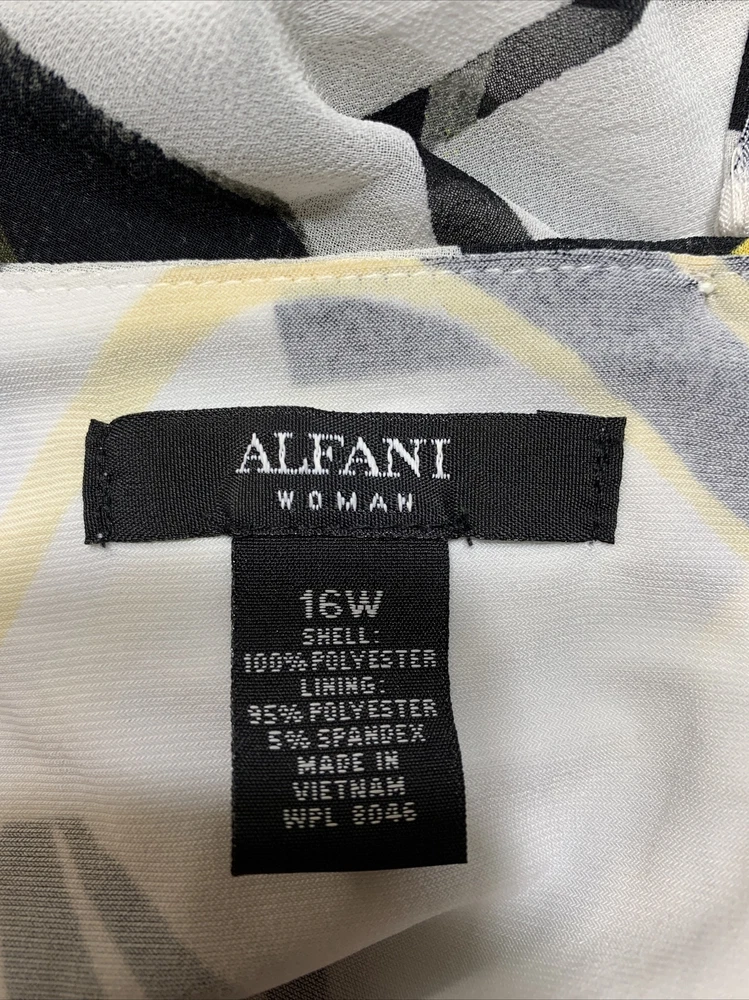 ALFANI
WOMAN
16W
SHELL:
100% POLYESTER
LINING:
95% POLYESTER
5% SPANDEX
MADE IN
VIETNAM
WPL 8046